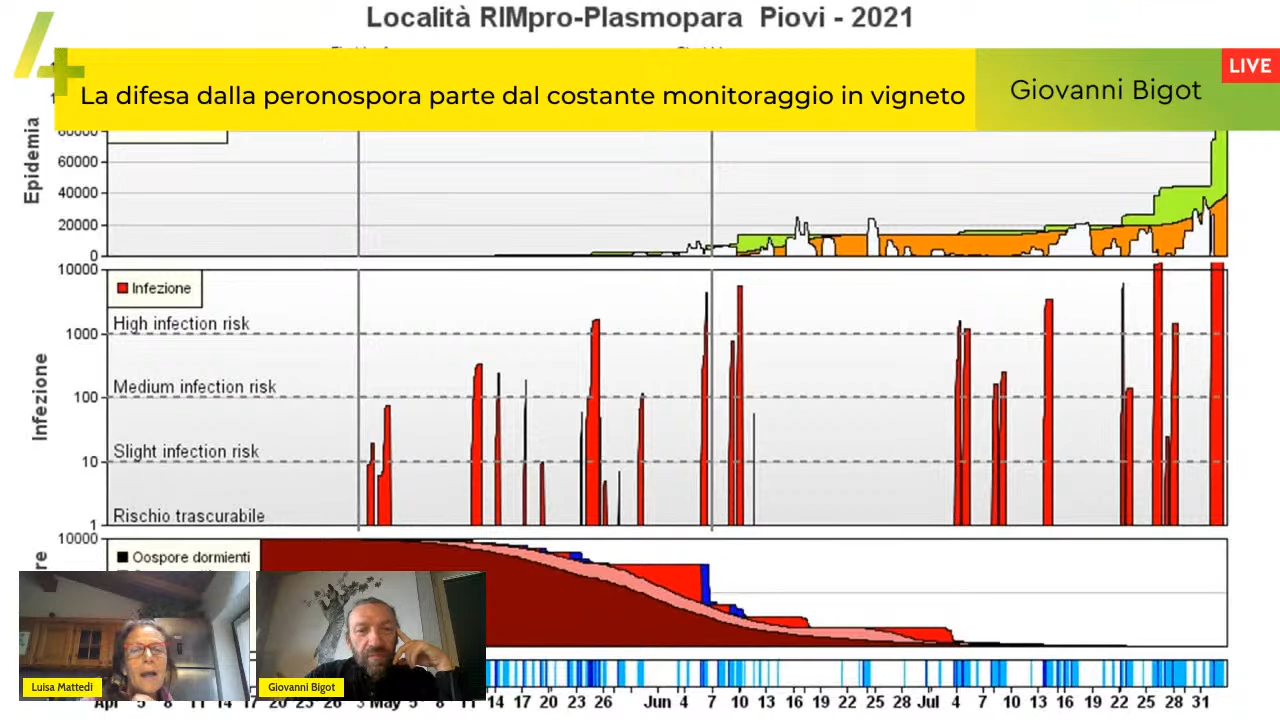 Località RIMpro-Plasmopara Piovi - 2021
La difesa dalla peronospora parte dal costante monitoraggio in vigneto
Giovanni Bigot
LIVE
Epidemia
60000
40000
20000
0
Infezione
10000
1000
100
10
1
Infezione
High infection risk
Medium infection risk
Slight infection risk
Rischio trascurabile
10000
Oospore dormienti
Luisa Mattedi
Giovanni Bigot
May
14 17 20 23 26
Jun 4 7 10 13 16 19 22 25 28 Jul 4 7 10 13 16 19 22 25 28 31